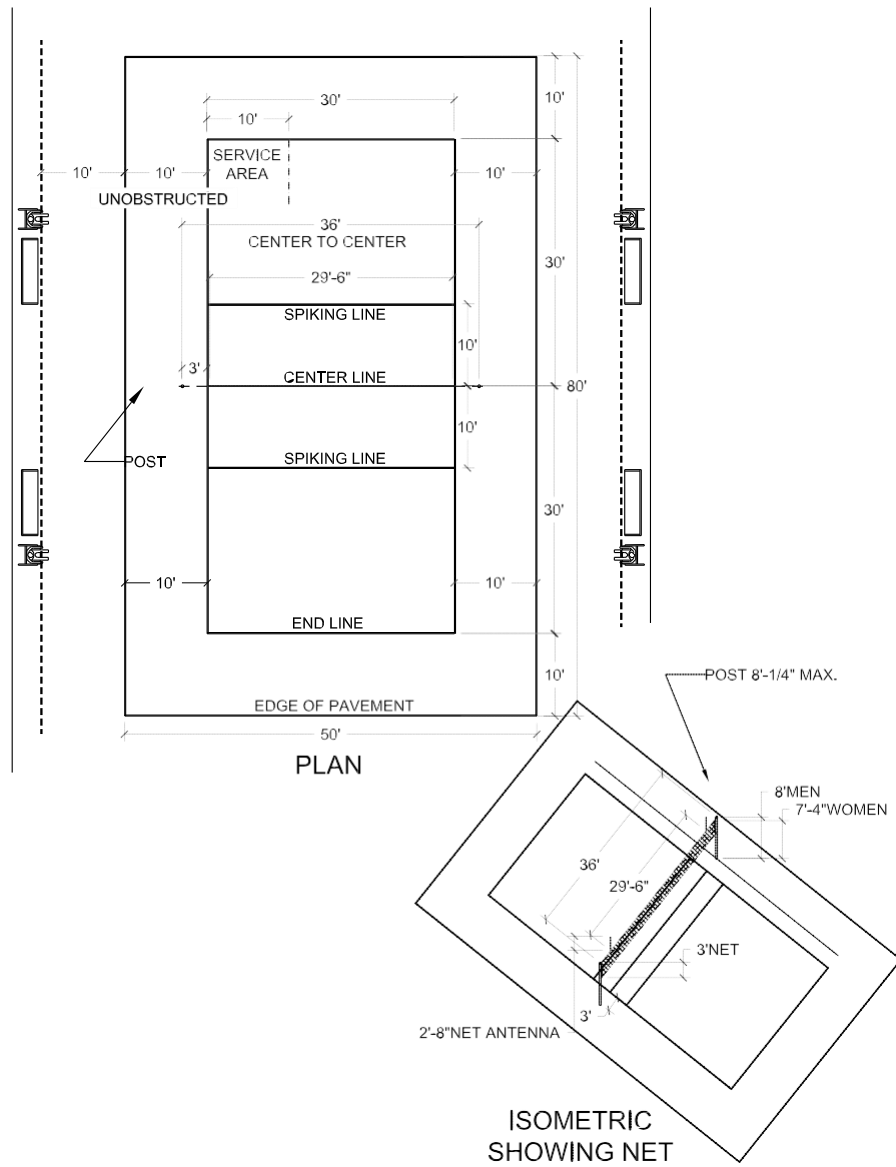 30'
10'
10'
SERVICE
AREA
10'
10'
10'
UNOBSTRUCTED
36'
CENTER TO CENTER
30'
29'-6"
SPIKING LINE
10'
3'
CENTER LINE
80'
10'
POST
SPIKING LINE
30'
10'
10'
END LINE
10'
EDGE OF PAVEMENT
50'
PLAN
POST 8'-1/4" MAX.
8'MEN
7'-4"WOMEN
36'
29'-6"
3'NET
3'
2'-8"NET ANTENNA
ISOMETRIC
SHOWING NET